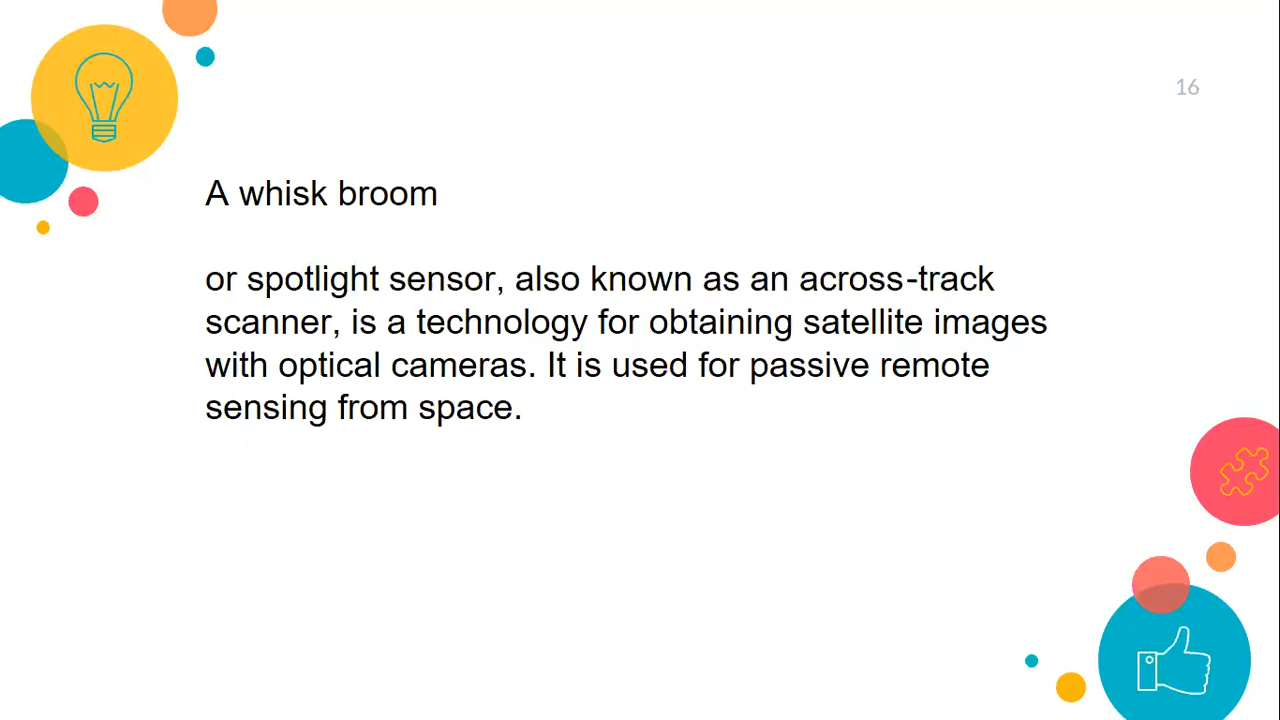 16
A whisk broom
or spotlight sensor, also known as an across-track
scanner, is a technology for obtaining satellite images
with optical cameras. It is used for passive remote
sensing from space.